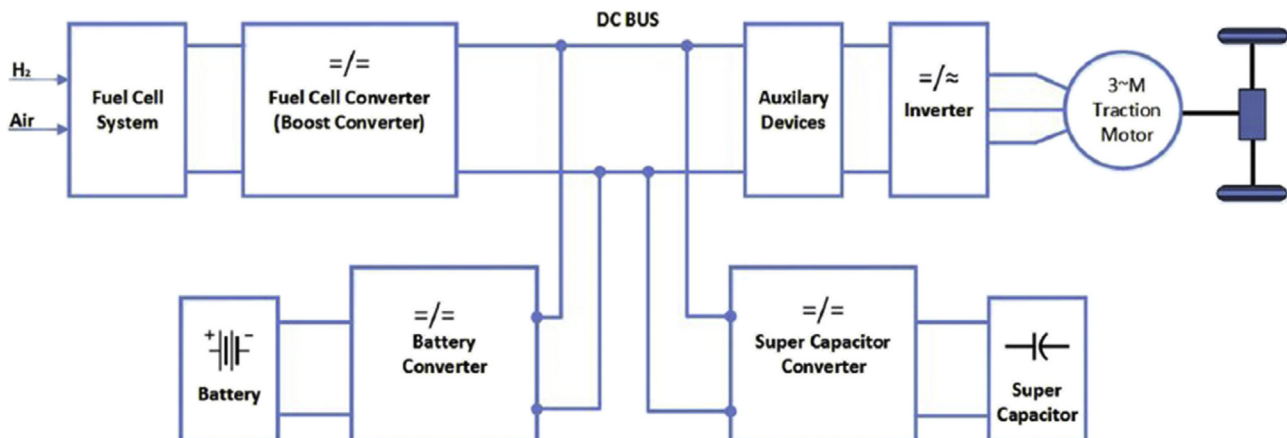 DC BUS
H₂
Air
Fuel Cell
System
=/=
Fuel Cell Converter
(Boost Converter)
Auxilary
Devices
=/≈
Inverter
3~M
Traction
Motor
+ -
Battery
=/=
Battery
Converter
=/=
Super Capacitor
Converter
Super
Capacitor